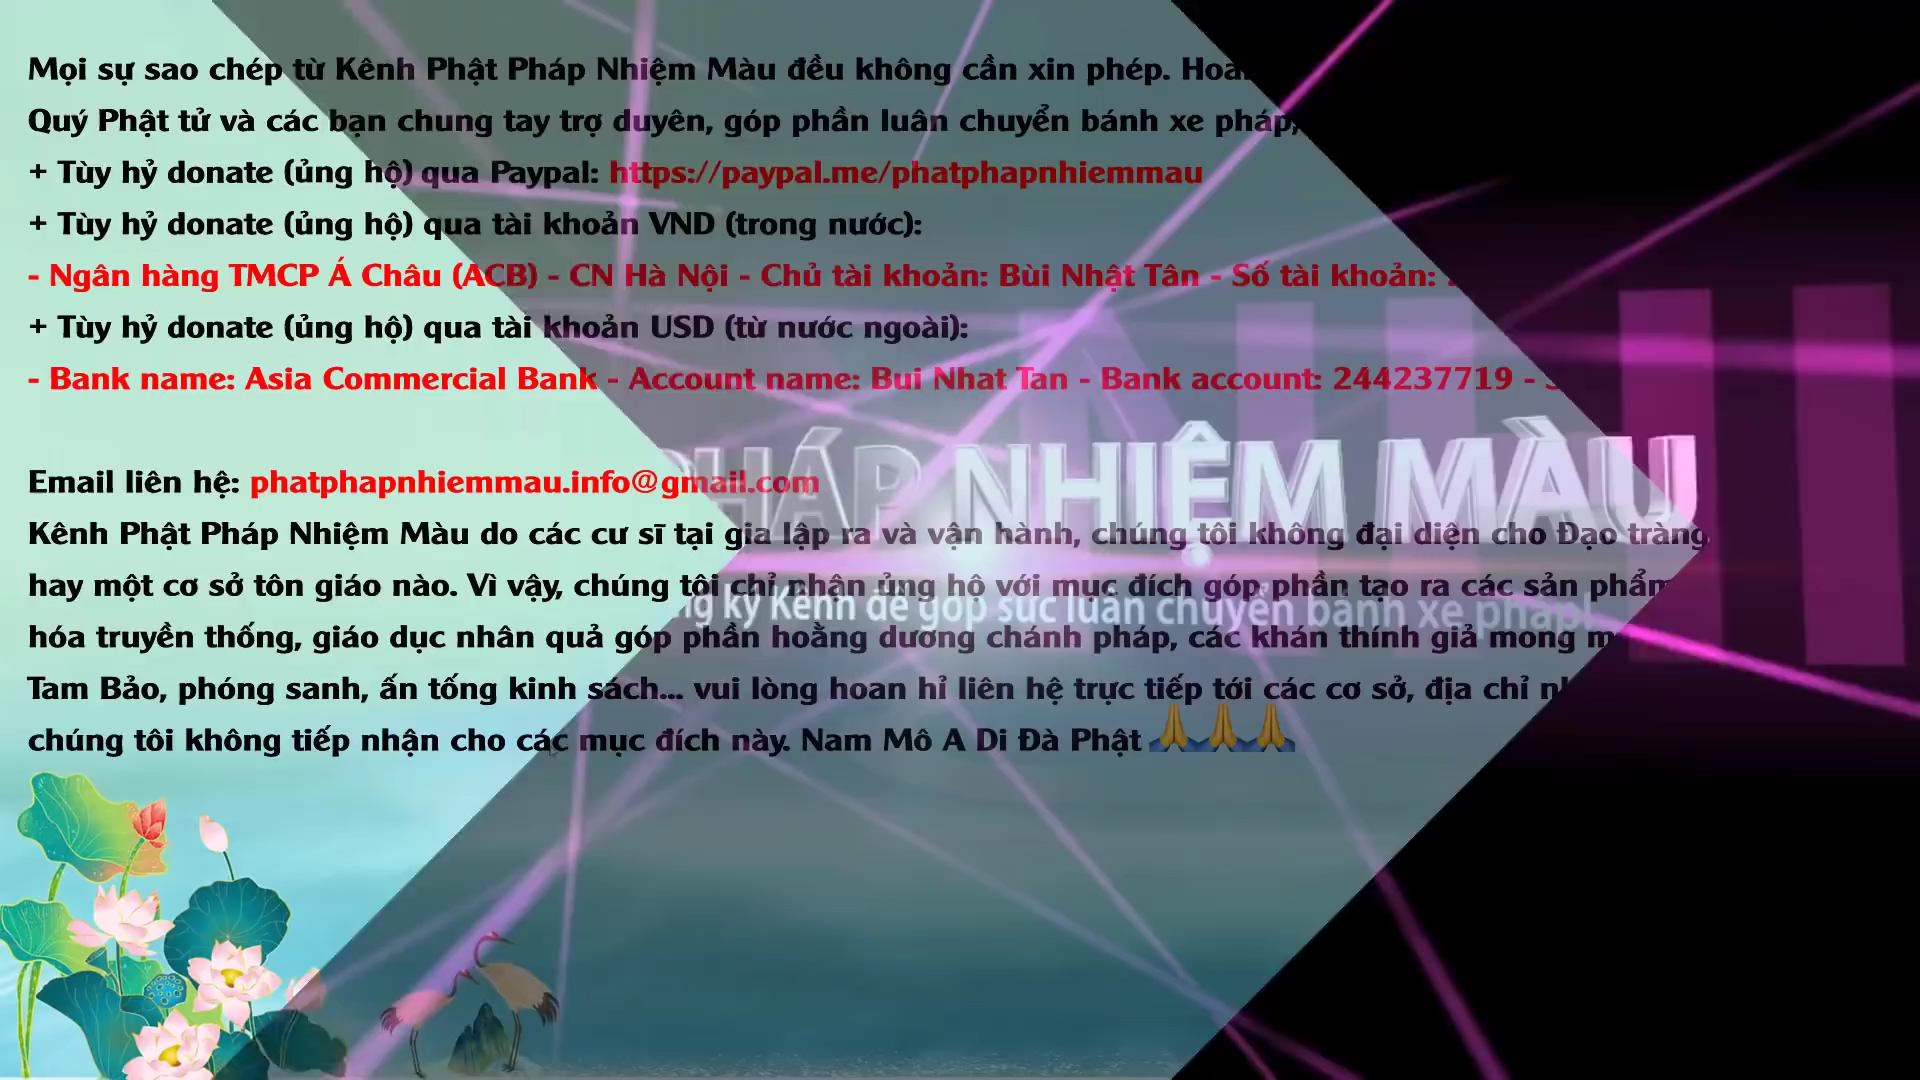 Mọi sự sao chép từ Kênh Phật Pháp Nhiệm Màu đều không cần xin phép.
Quý Phật tử và các bạn chung tay trợ duyên, góp phần luân chuyển bánh xe pháp,
+ Tùy hỷ donate (ủng hộ) qua Paypal: https://paypal.me/phatphapnhiemmau
+ Tùy hỷ donate (ủng hộ) qua tài khoản VND (trong nước):
- Ngân hàng TMCP Á Châu (ACB) - CN Hà Nội - Chủ tài khoản: Bùi Nhật Tân - Số tài khoản:
+ Tùy hỷ donate (ủng hộ) qua tài khoản USD (từ nước ngoài):
- Bank name: Asia Commercial Bank - Account name: Bui Nhat Tan - Bank account: 244237719 -
PHÁP NHIỆM MÀU
Email liên hệ: phatphapnhiemmau.info@gmail.com
Kênh Phật Pháp Nhiệm Màu do các cư sĩ tại gia lập ra và vận hành, chúng tôi không đại diện cho Đạo tràng
hay một cơ sở tôn giáo nào. Vì vậy, chúng tôi chỉ nhận ủng hộ với mục đích góp phần tạo ra các sản phẩm
ký Kênh để góp sức luân chuyển bánh xe pháp!
hóa truyền thống, giáo dục nhân quả góp phần hoằng dương chánh pháp, các khán thính giả mong
Tam Bảo, phóng sanh, ấn tống kinh sách... vui lòng hoan hỉ liên hệ trực tiếp tới các cơ sở, địa chỉ
chúng tôi không tiếp nhận cho các mục đích này. Nam Mô A Di Đà Phật 🙏🙏🙏